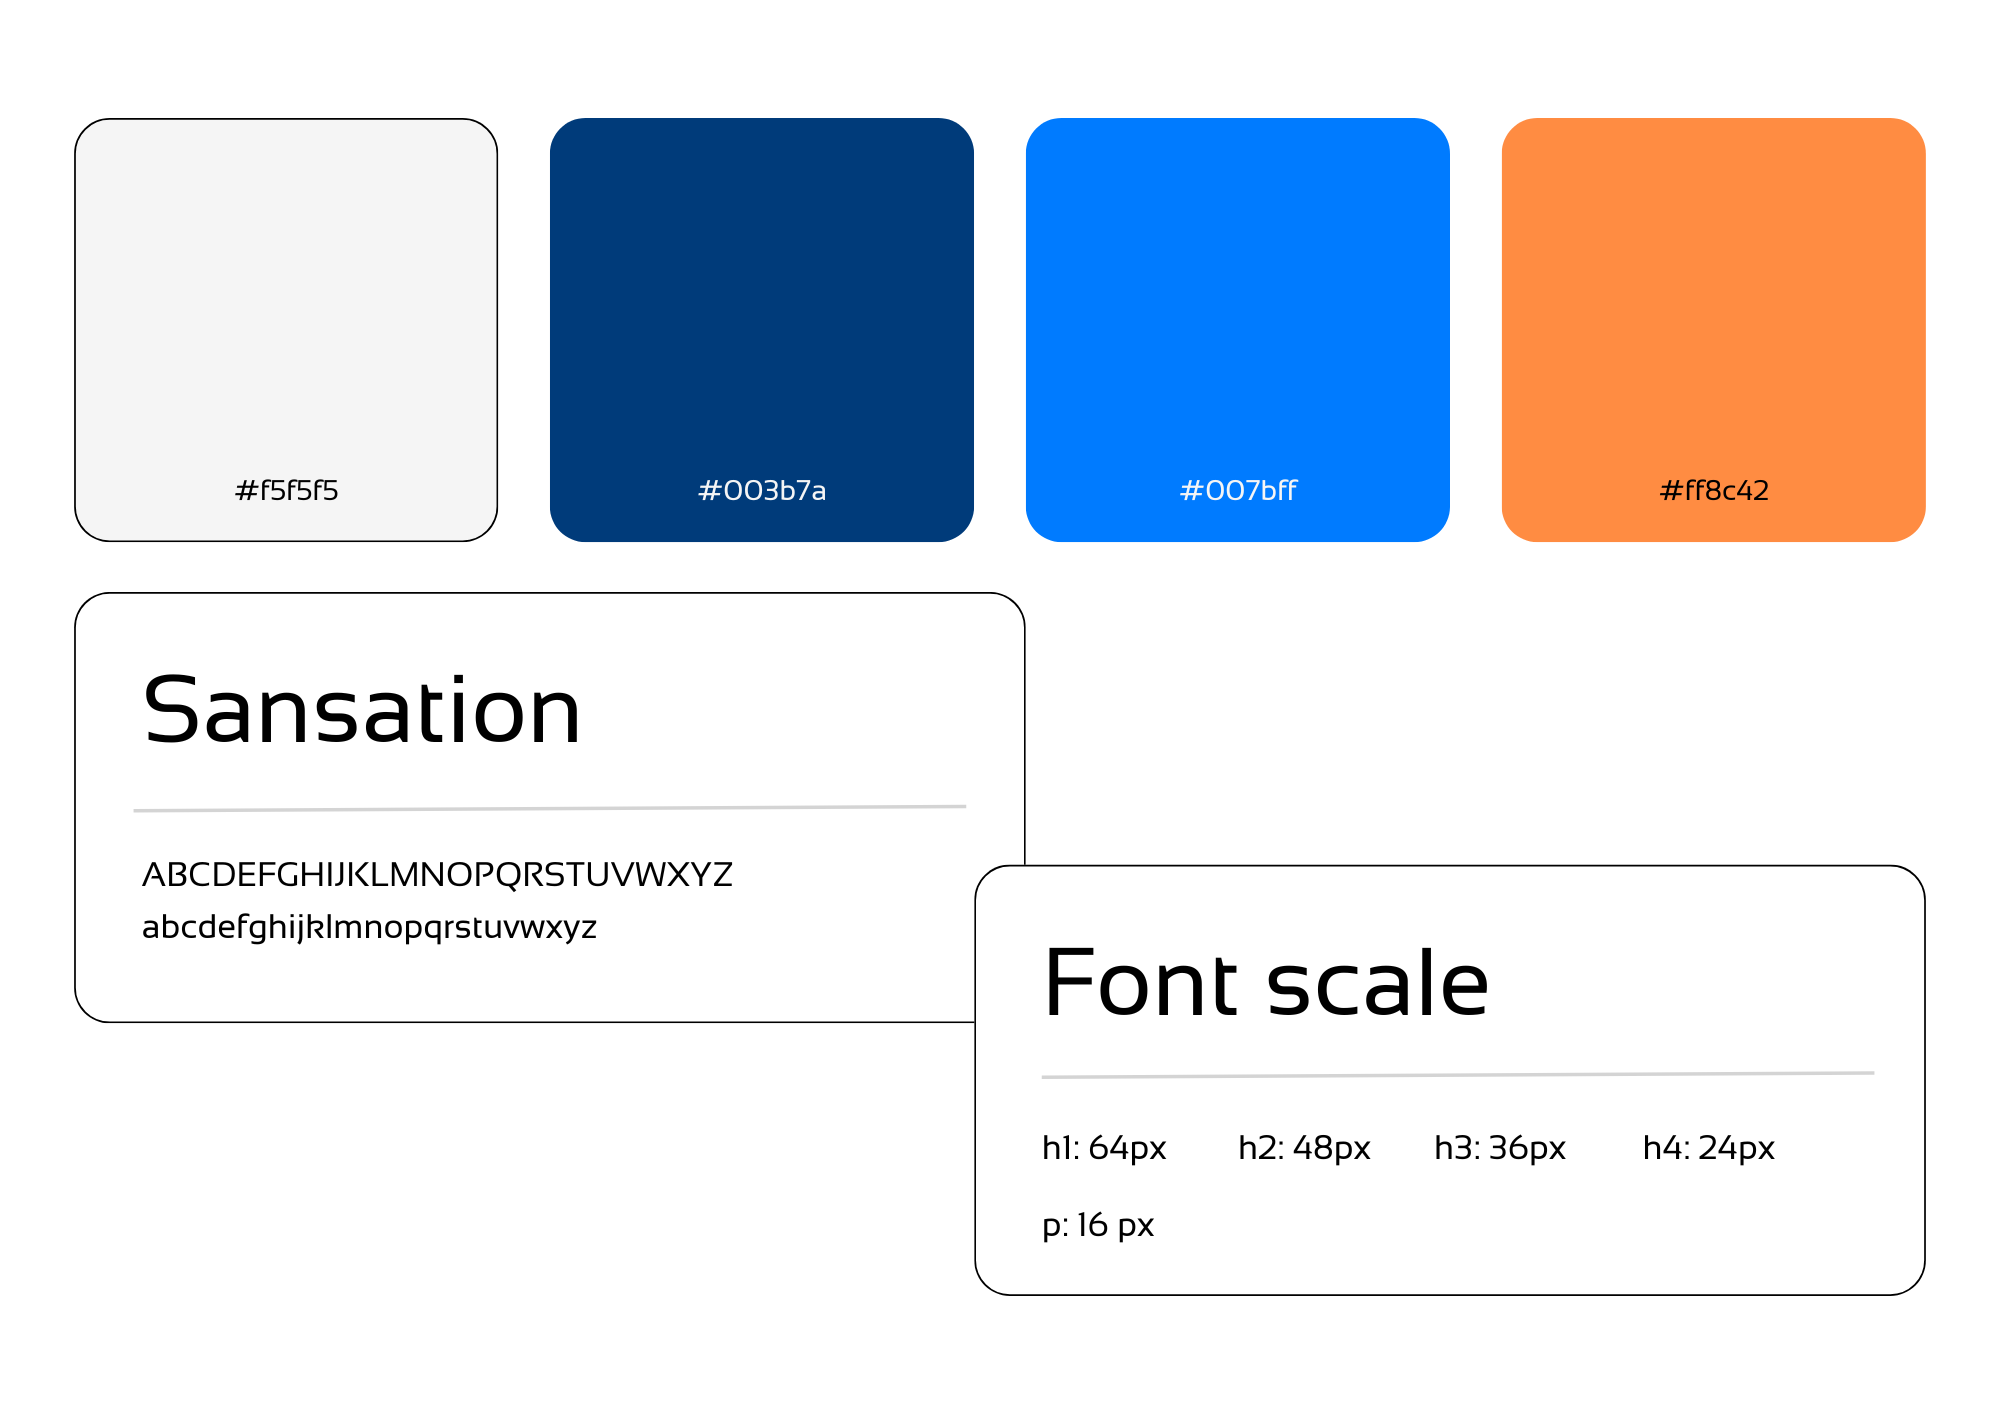 #f5f5f5
#003b7a
#007bff
#ff8c42
Sansation
ABCDEFGHIJKLMNOPQRSTUVWXYZ
abcdefghijklmnopqrstuvwxyz
Font scale
h1: 64px h2: 48px h3: 36px h4: 24px
p: 16 px